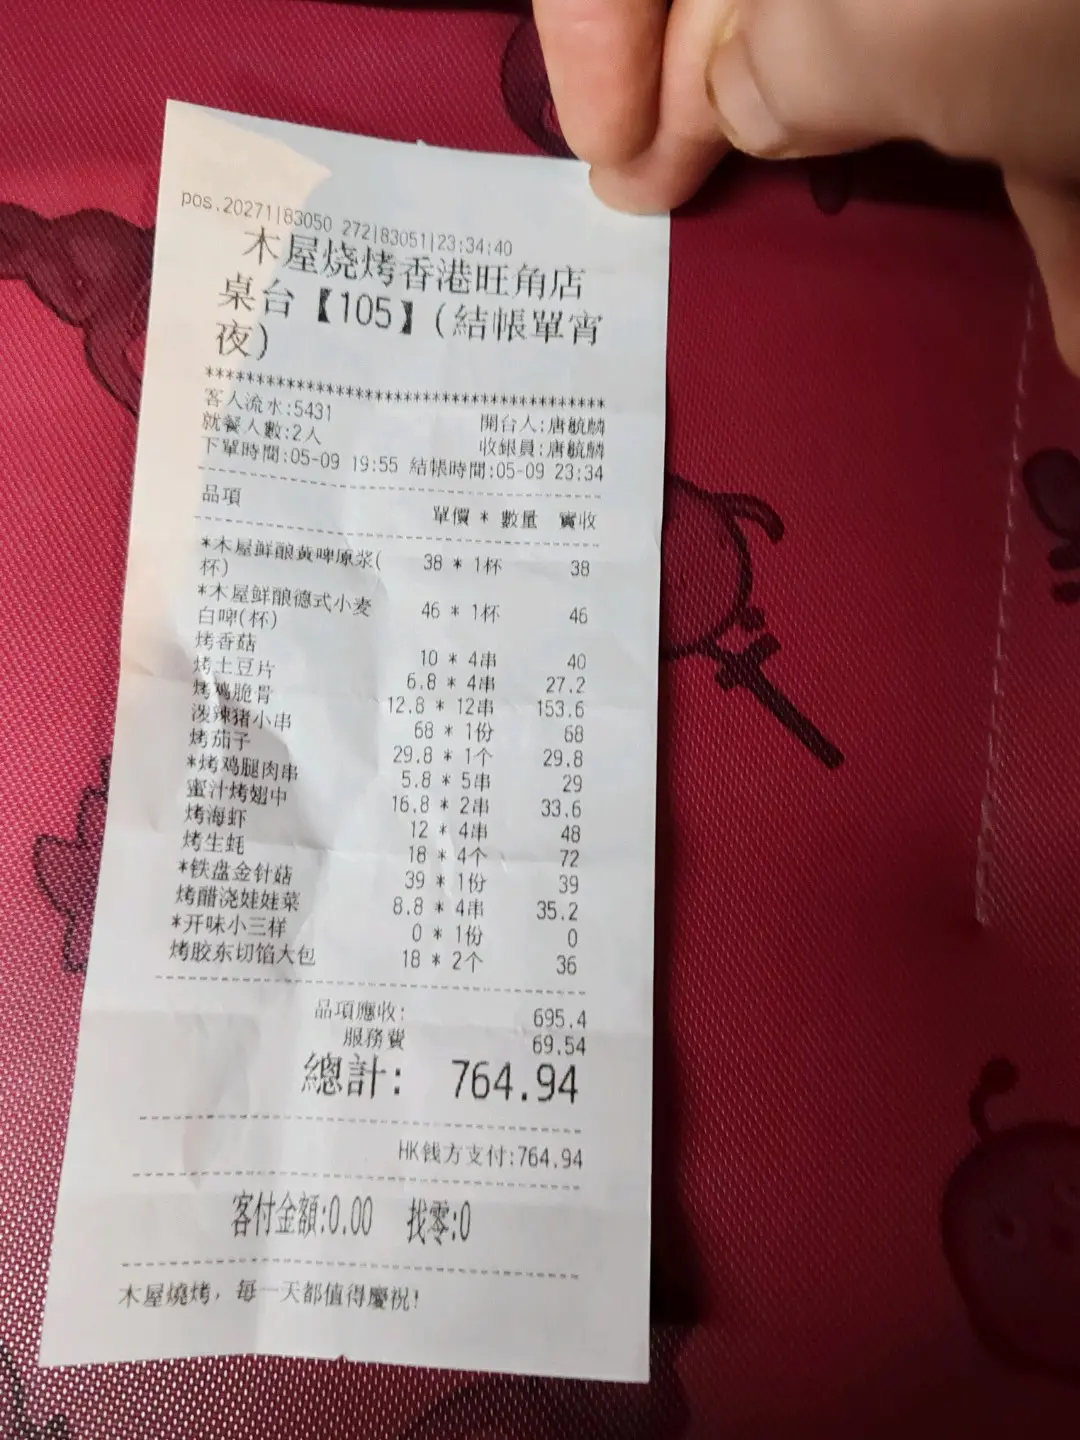 pos.20271|83050 272|83051|23:34:40
木屋烧烤香港旺角店
桌台【105】(結帳單宵
夜)
******************************************
客人流水:5431 開台人:唐毓麟
就餐人數:2人 收銀員:唐毓麟
下單時間:05-09 19:55 結帳時間:05-09 23:34
品項 單價 * 數量 實收
*木屋鲜酿黄啤原浆( 38 * 1杯 38
杯)
*木屋鲜酿德式小麦 46 * 1杯 46
白啤(杯)
烤香菇 10 * 4串 40
烤土豆片 6.8 * 4串 27.2
烤鸡脆骨 12.8 * 12串 153.6
泼辣猪小串 68 * 1份 68
烤茄子 29.8 * 1个 29.8
*烤鸡腿肉串 5.8 * 5串 29
蜜汁烤翅中 16.8 * 2串 33.6
烤海虾 12 * 4串 48
烤生蚝 18 * 4个 72
*铁盘金针菇 39 * 1份 39
烤醋浇娃娃菜 8.8 * 4串 35.2
*开味小三样 0 * 1份 0
烤胶东切馅大包 18 * 2个 36
品項應收: 695.4
服務費 69.54
總計: 764.94
HK钱方支付:764.94
客付金額:0.00 找零:0
木屋燒烤，每一天都值得慶祝!